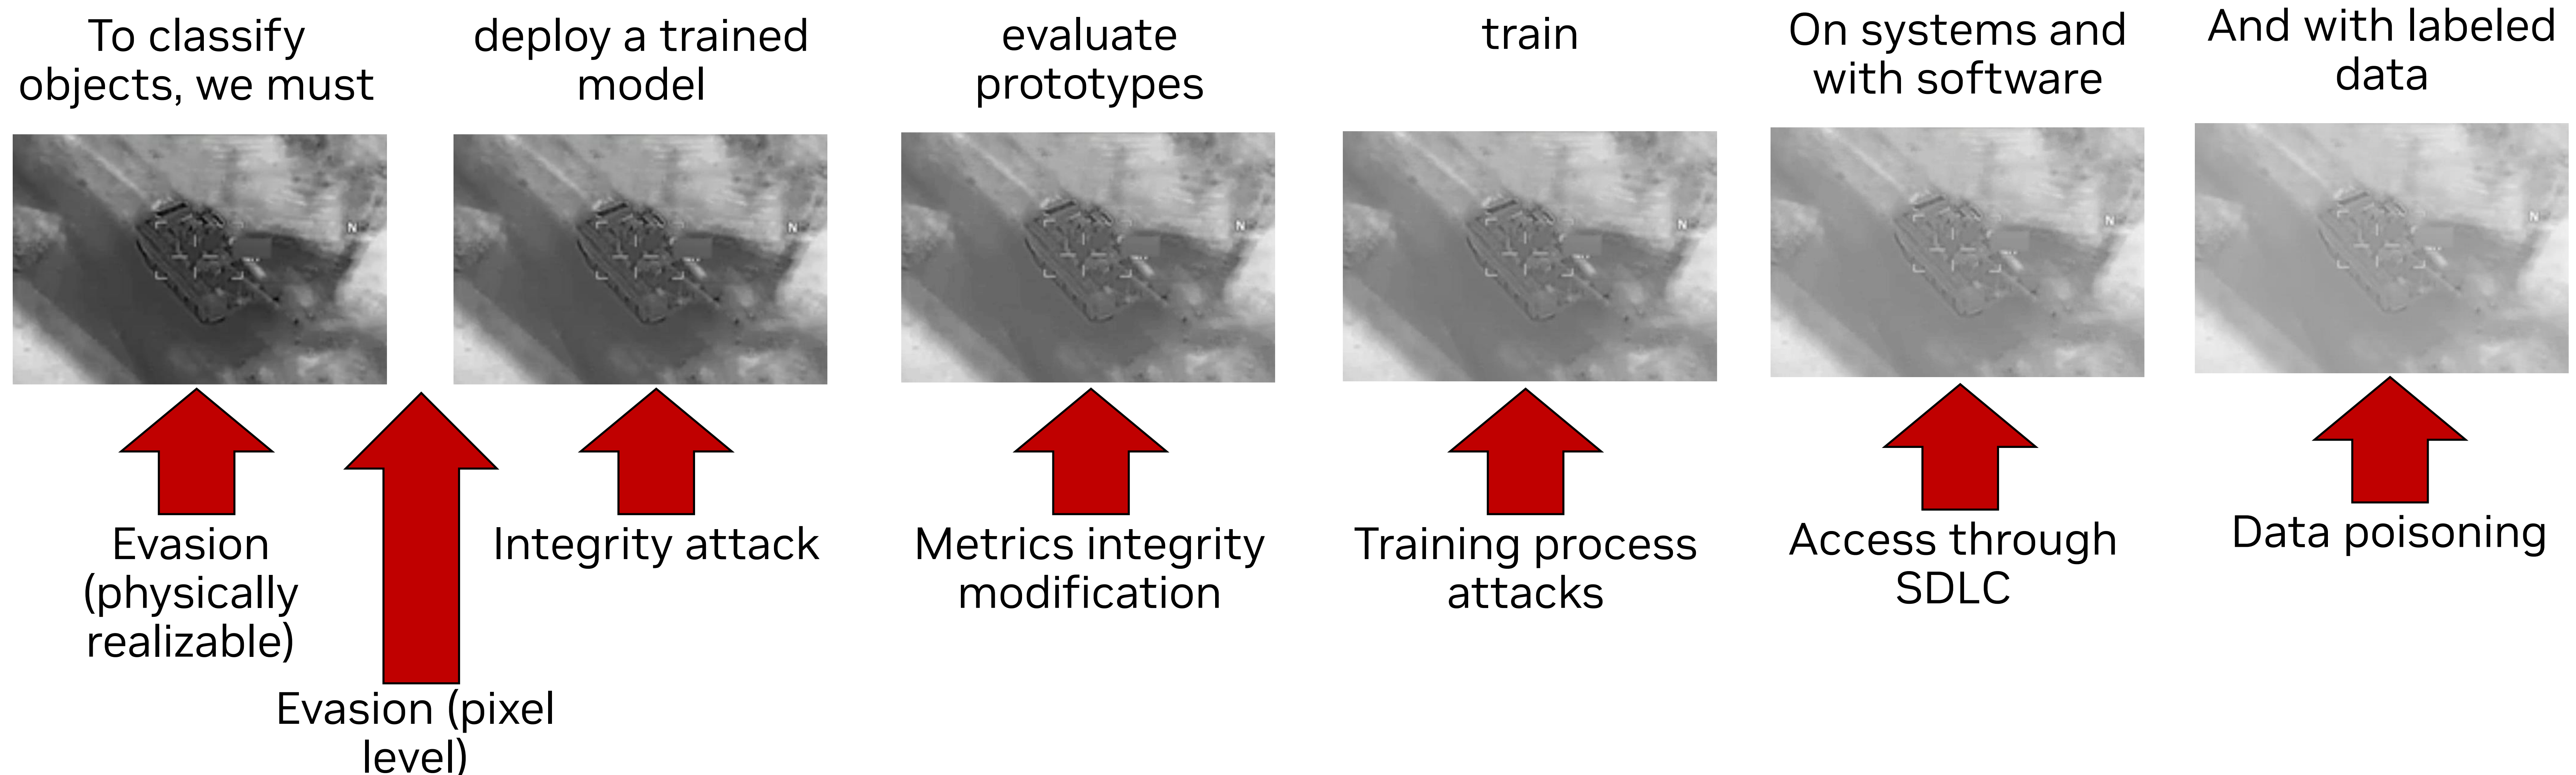 To classify
objects, we must
deploy a trained
model
evaluate
prototypes
train
On systems and
with software
And with labeled
data
N
N
N
N
N
N
Evasion
(physically
realizable)
Evasion (pixel
level)
Integrity attack
Metrics integrity
modification
Training process
attacks
Access through
SDLC
Data poisoning